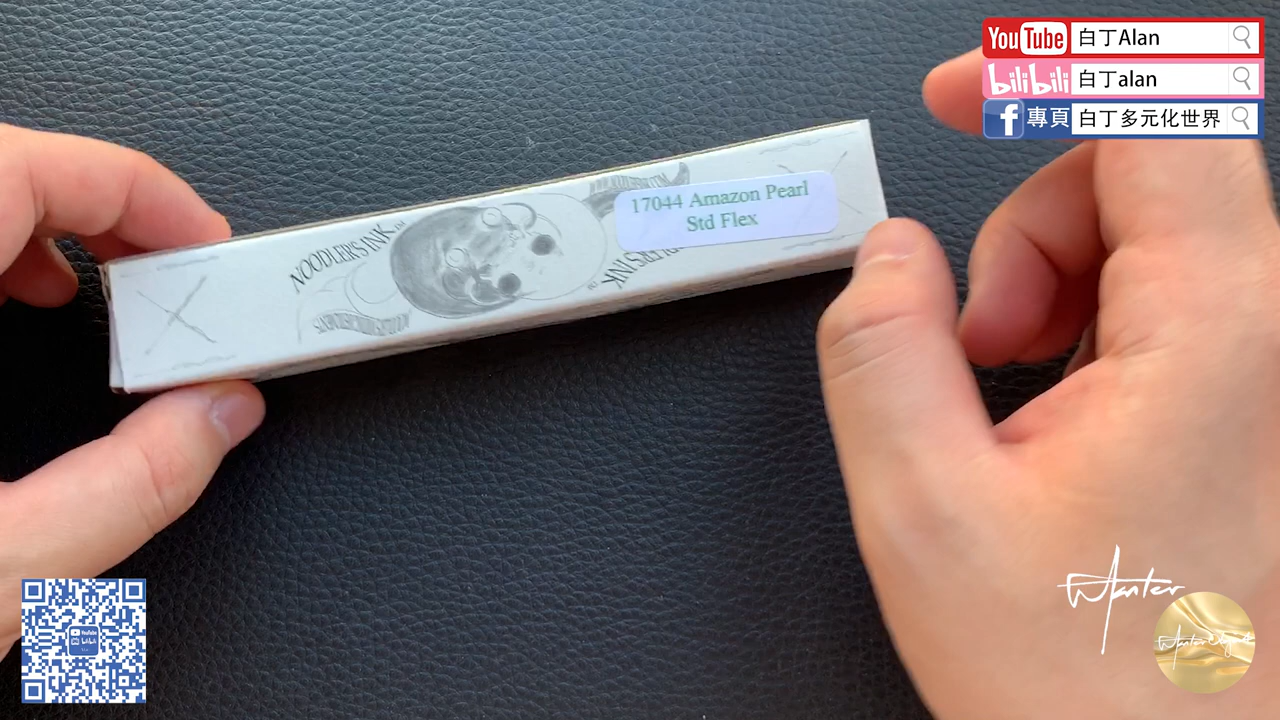 YouTube 白丁Alan
bilibili 白丁alan
f 專頁 白丁多元化世界
NOODLER'S INK™
17044 Amazon Pearl
Std Flex